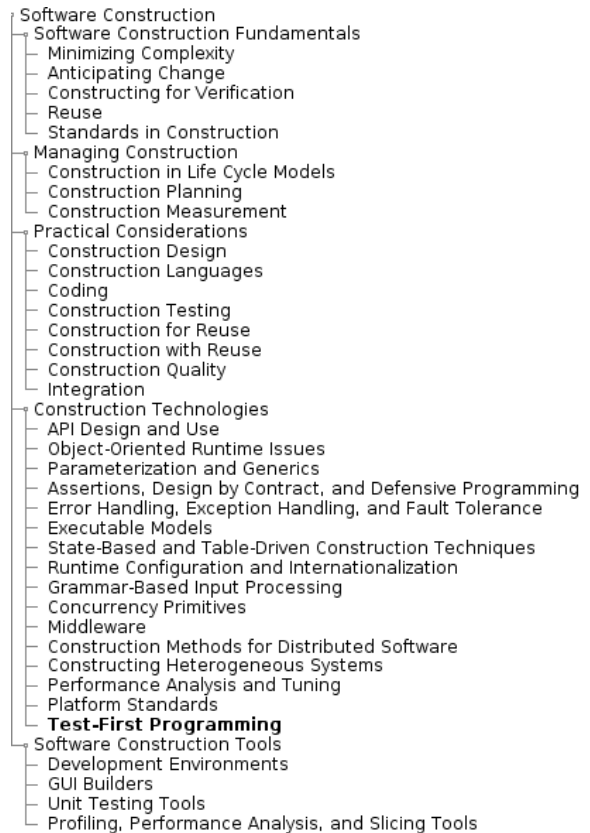 Software Construction
Software Construction Fundamentals
Minimizing Complexity
Anticipating Change
Constructing for Verification
Reuse
Standards in Construction
Managing Construction
Construction in Life Cycle Models
Construction Planning
Construction Measurement
Practical Considerations
Construction Design
Construction Languages
Coding
Construction Testing
Construction for Reuse
Construction with Reuse
Construction Quality
Integration
Construction Technologies
API Design and Use
Object-Oriented Runtime Issues
Parameterization and Generics
Assertions, Design by Contract, and Defensive Programming
Error Handling, Exception Handling, and Fault Tolerance
Executable Models
State-Based and Table-Driven Construction Techniques
Runtime Configuration and Internationalization
Grammar-Based Input Processing
Concurrency Primitives
Middleware
Construction Methods for Distributed Software
Constructing Heterogeneous Systems
Performance Analysis and Tuning
Platform Standards
Test-First Programming
Software Construction Tools
Development Environments
GUI Builders
Unit Testing Tools
Profiling, Performance Analysis, and Slicing Tools